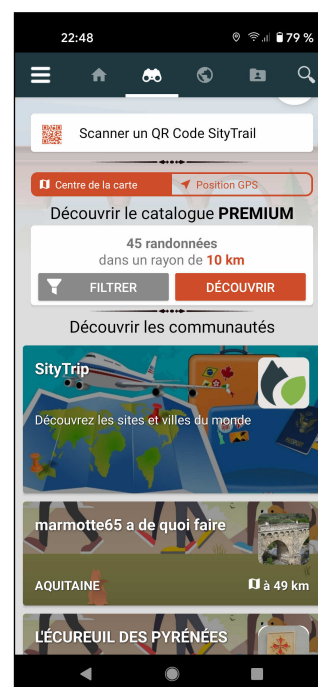 22:48
79 %
Scanner un QR Code SityTrail
Centre de la carte
Position GPS
Découvrir le catalogue PREMIUM
45 randonnées
dans un rayon de 10 km
FILTRER
DÉCOUVRIR
Découvrir les communautés
SityTrip
Découvrez les sites et villes du monde
marmotte65 a de quoi faire
AQUITAINE
à 49 km
L'ÉCUREUIL DES PYRÉNÉES